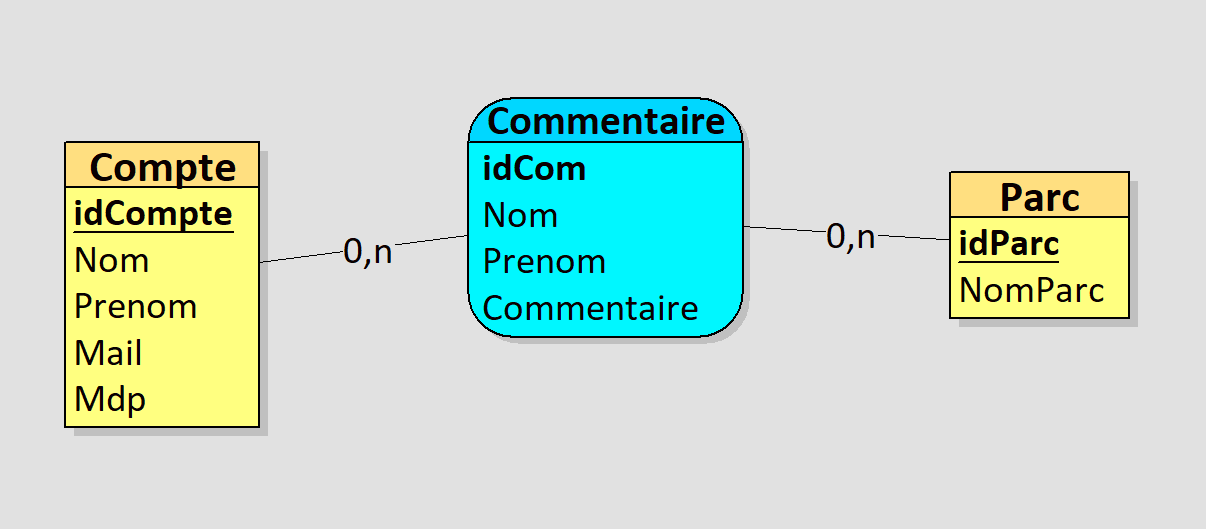 Compte
idCompte
Nom
Prenom
Mail
Mdp
0,n
Commentaire
idCom
Nom
Prenom
Commentaire
0,n
Parc
idParc
NomParc